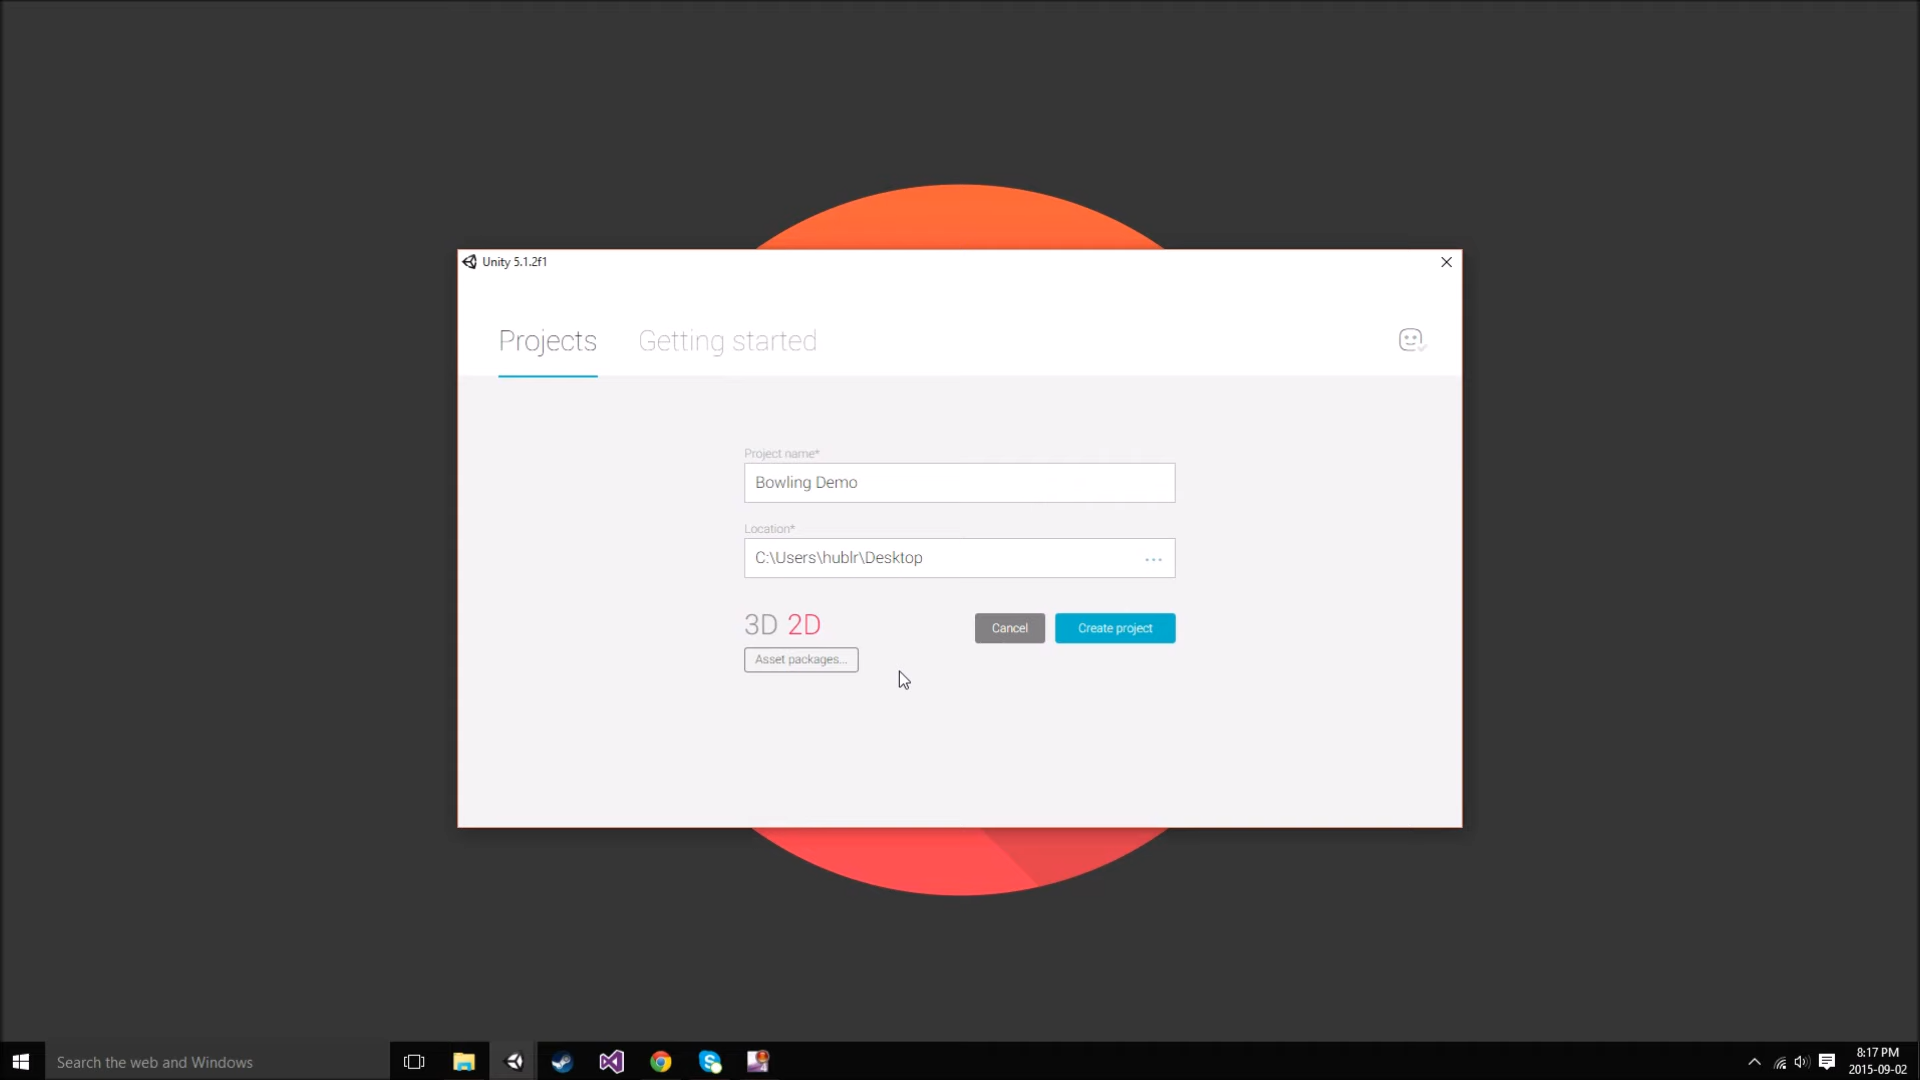 Unity 5.1.2f1
Projects
Getting started
Project name*
Bowling Demo
Location*
C:\Users\hublr\Desktop
...
3D 2D
Cancel
Create project
Asset packages...
Search the web and Windows
8:17 PM
2015-09-02